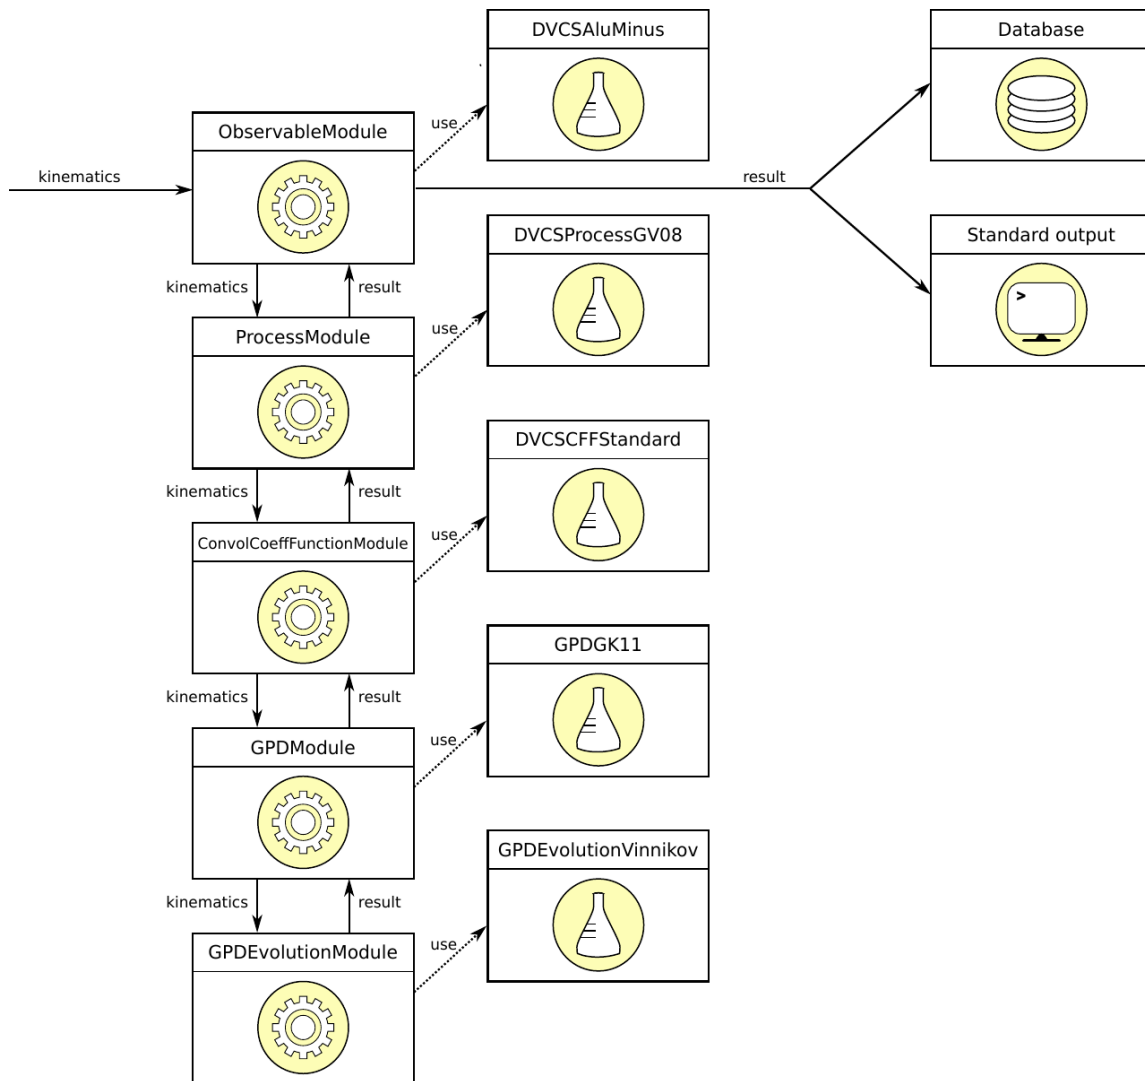 DVCSAluMinus
Database
ObservableModule
use
kinematics
result
DVCSProcessGV08
Standard output
kinematics
result
ProcessModule
use
>
DVCSCFFStandard
kinematics
result
ConvolCoeffFunctionModule
use
GPDGK11
kinematics
result
GPDModule
use
GPDEvolutionVinnikov
kinematics
result
GPDEvolutionModule
use